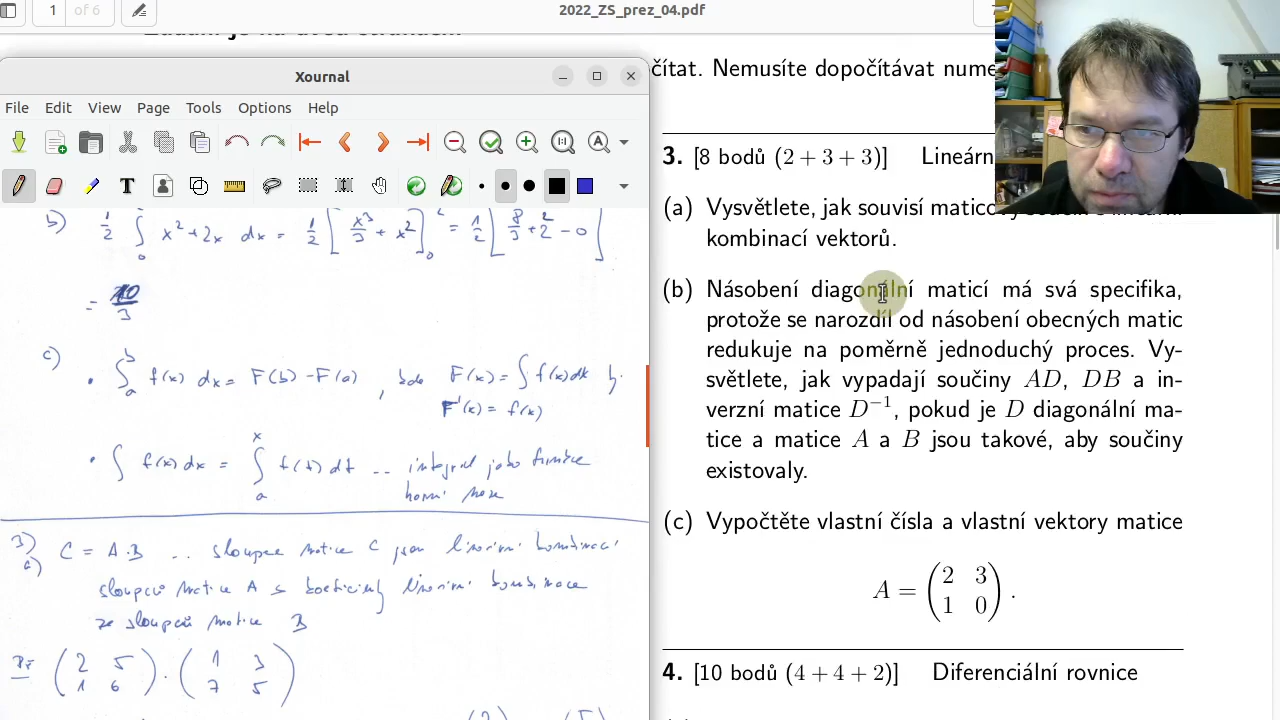 1 of 6
2022_ZS_prez_04.pdf
Xournal
File Edit View Page Tools Options Help
b) 1/2 ∫₀ x² + 2x dx = 1/2 [x³/3 + x²]₀² = 1/2 [8/3 + 2² − 0]
= 10/3
c) • ∫ₐᵇ f(x) dx = F(b) − F(a), kde F(x) = ∫ f(x) dx tj.
F'(x) = f(x)
• ∫ f(x) dx = ∫ₐˣ f(t) dt .. integrál jako funkce
horní meze
3) a) C = A·B .. sloupce matice C jsou lineární kombinací
sloupců matice A s koeficienty lineární kombinace
ze sloupců matice B
Př (2 5
1 6) · (1 3
7 5)
čítat. Nemusíte dopočítávat
3. [8 bodů (2 + 3 + 3)]
(a) Vysvětlete, jak souvisí
kombinací vektorů.
(b) Násobení diagonální maticí má svá specifika,
protože se narozdíl od násobení obecných matic
redukuje na poměrně jednoduchý proces. Vy-
světlete, jak vypadají součiny AD, DB a in-
verzní matice D⁻¹, pokud je D diagonální ma-
tice a matice A a B jsou takové, aby součiny
existovaly.
(c) Vypočtěte vlastní čísla a vlastní vektory matice
A = (2 3
1 0).
4. [10 bodů (4 + 4 + 2)] Diferenciální rovnice